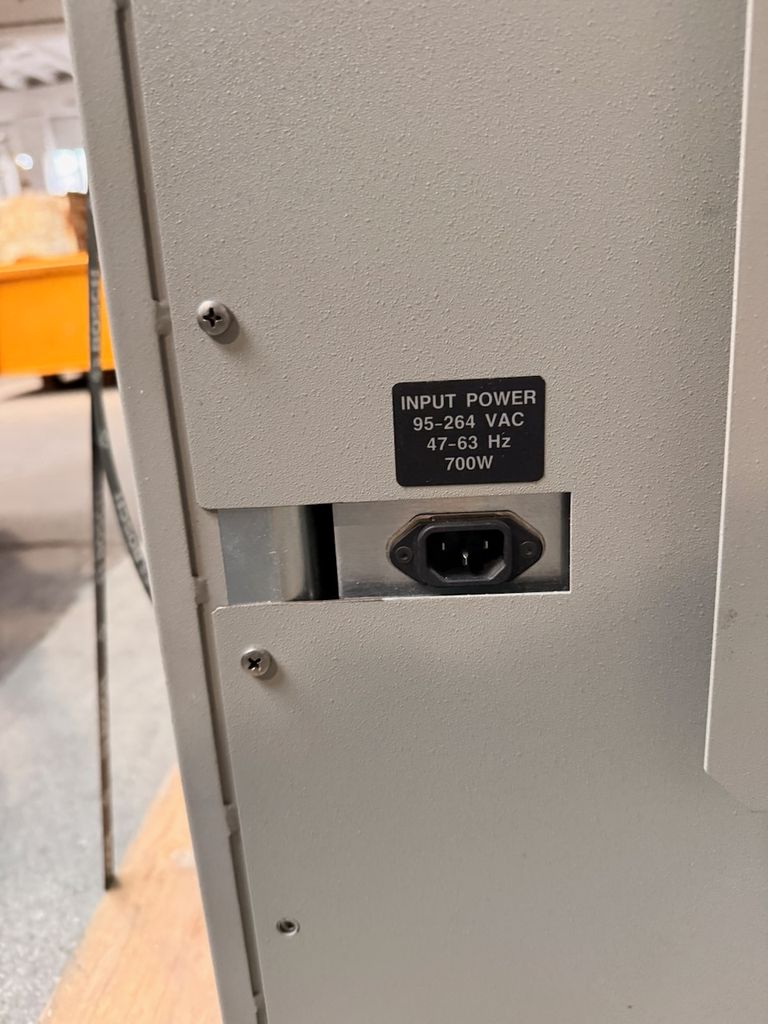 INPUT POWER
95-264 VAC
47-63 Hz
700W